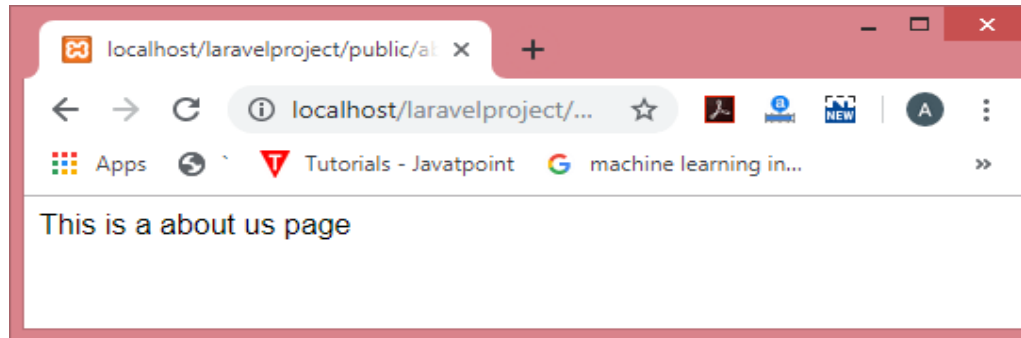 localhost/laravelproject/public/ab
localhost/laravelproject/...
NEW
A
Apps
`
Tutorials - Javatpoint
machine learning in...
»
This is a about us page